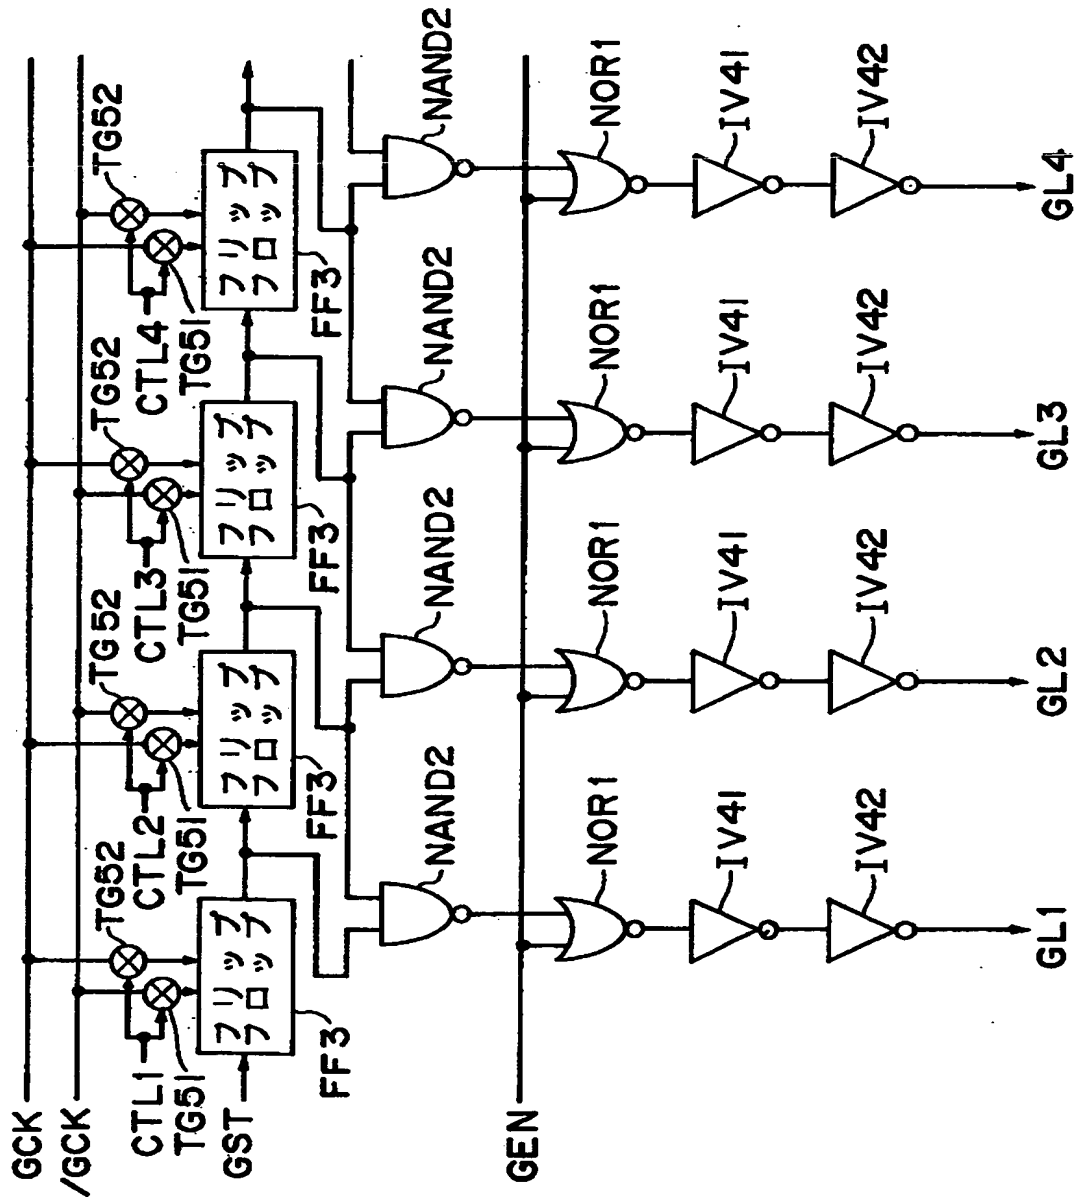 GCK
/GCK
CTL1
TG51
TG52
CTL2
TG51
TG52
CTL3
TG51
TG52
CTL4
TG51
TG52
GST
フリップ
フロップ
フリップ
フロップ
フリップ
フロップ
フリップ
フロップ
FF3
FF3
FF3
FF3
NAND2
NAND2
NAND2
NAND2
GEN
NOR1
NOR1
NOR1
NOR1
IV41
IV41
IV41
IV41
IV42
IV42
IV42
IV42
GL1
GL2
GL3
GL4